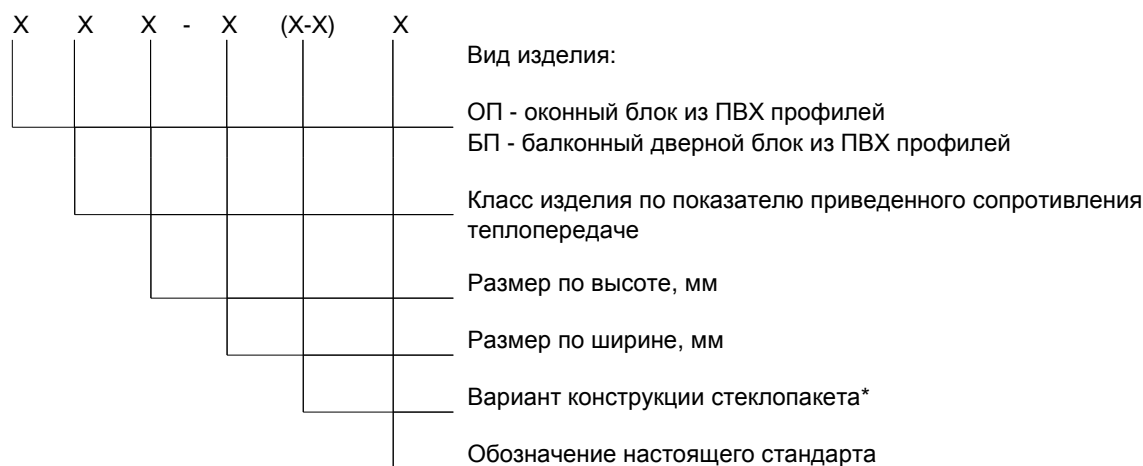 X X X - X (X-X) X
Вид изделия:
ОП - оконный блок из ПВХ профилей
БП - балконный дверной блок из ПВХ профилей
Класс изделия по показателю приведенного сопротивления
теплопередаче
Размер по высоте, мм
Размер по ширине, мм
Вариант конструкции стеклопакета*
Обозначение настоящего стандарта